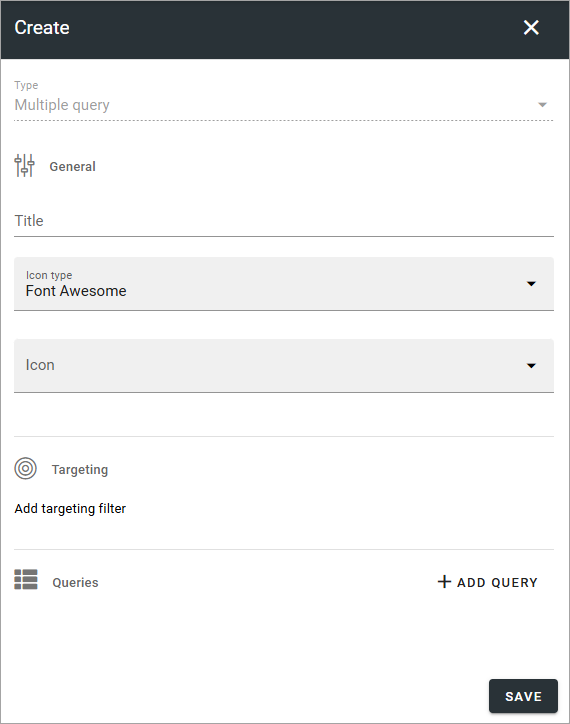 Create
Type
Multiple query
General
Title
Icon type
Font Awesome
Icon
Targeting
Add targeting filter
Queries
ADD QUERY
SAVE